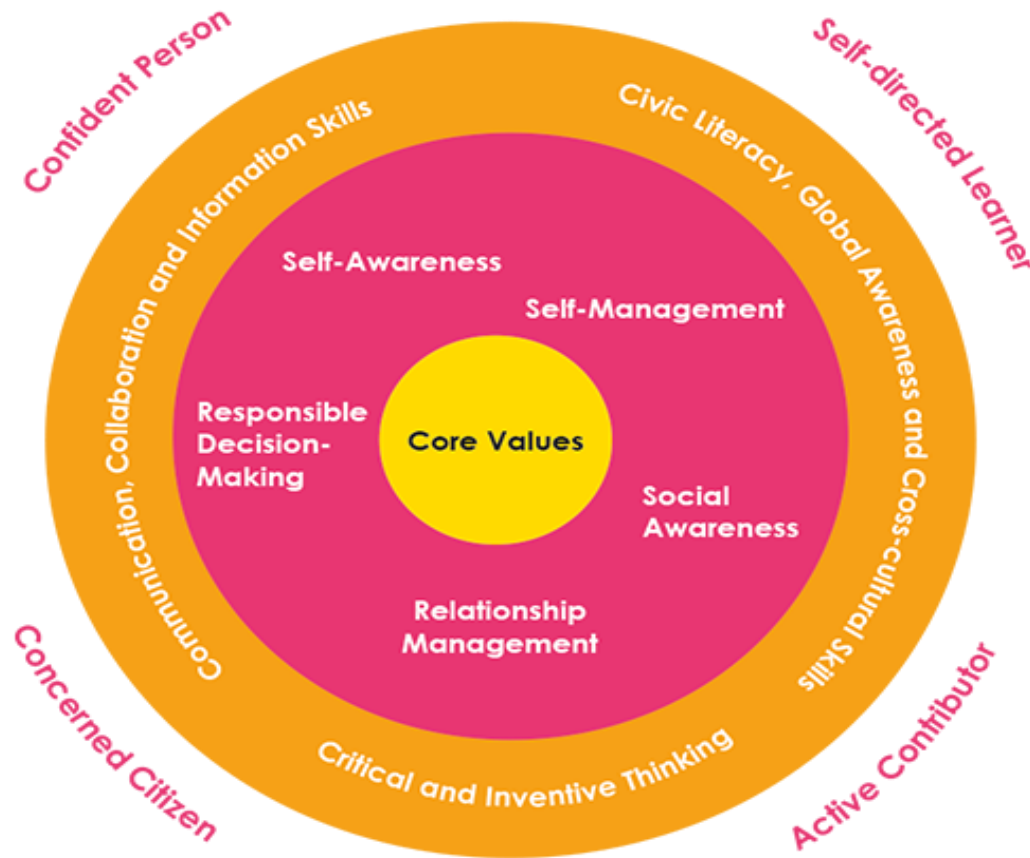 Confident Person
Self-directed Learner
Communication, Collaboration and Information Skills
Civic Literacy, Global Awareness and Cross-cultural Skills
Self-Awareness
Self-Management
Responsible
Decision-
Making
Core Values
Social
Awareness
Relationship
Management
Critical and Inventive Thinking
Concerned Citizen
Active Contributor